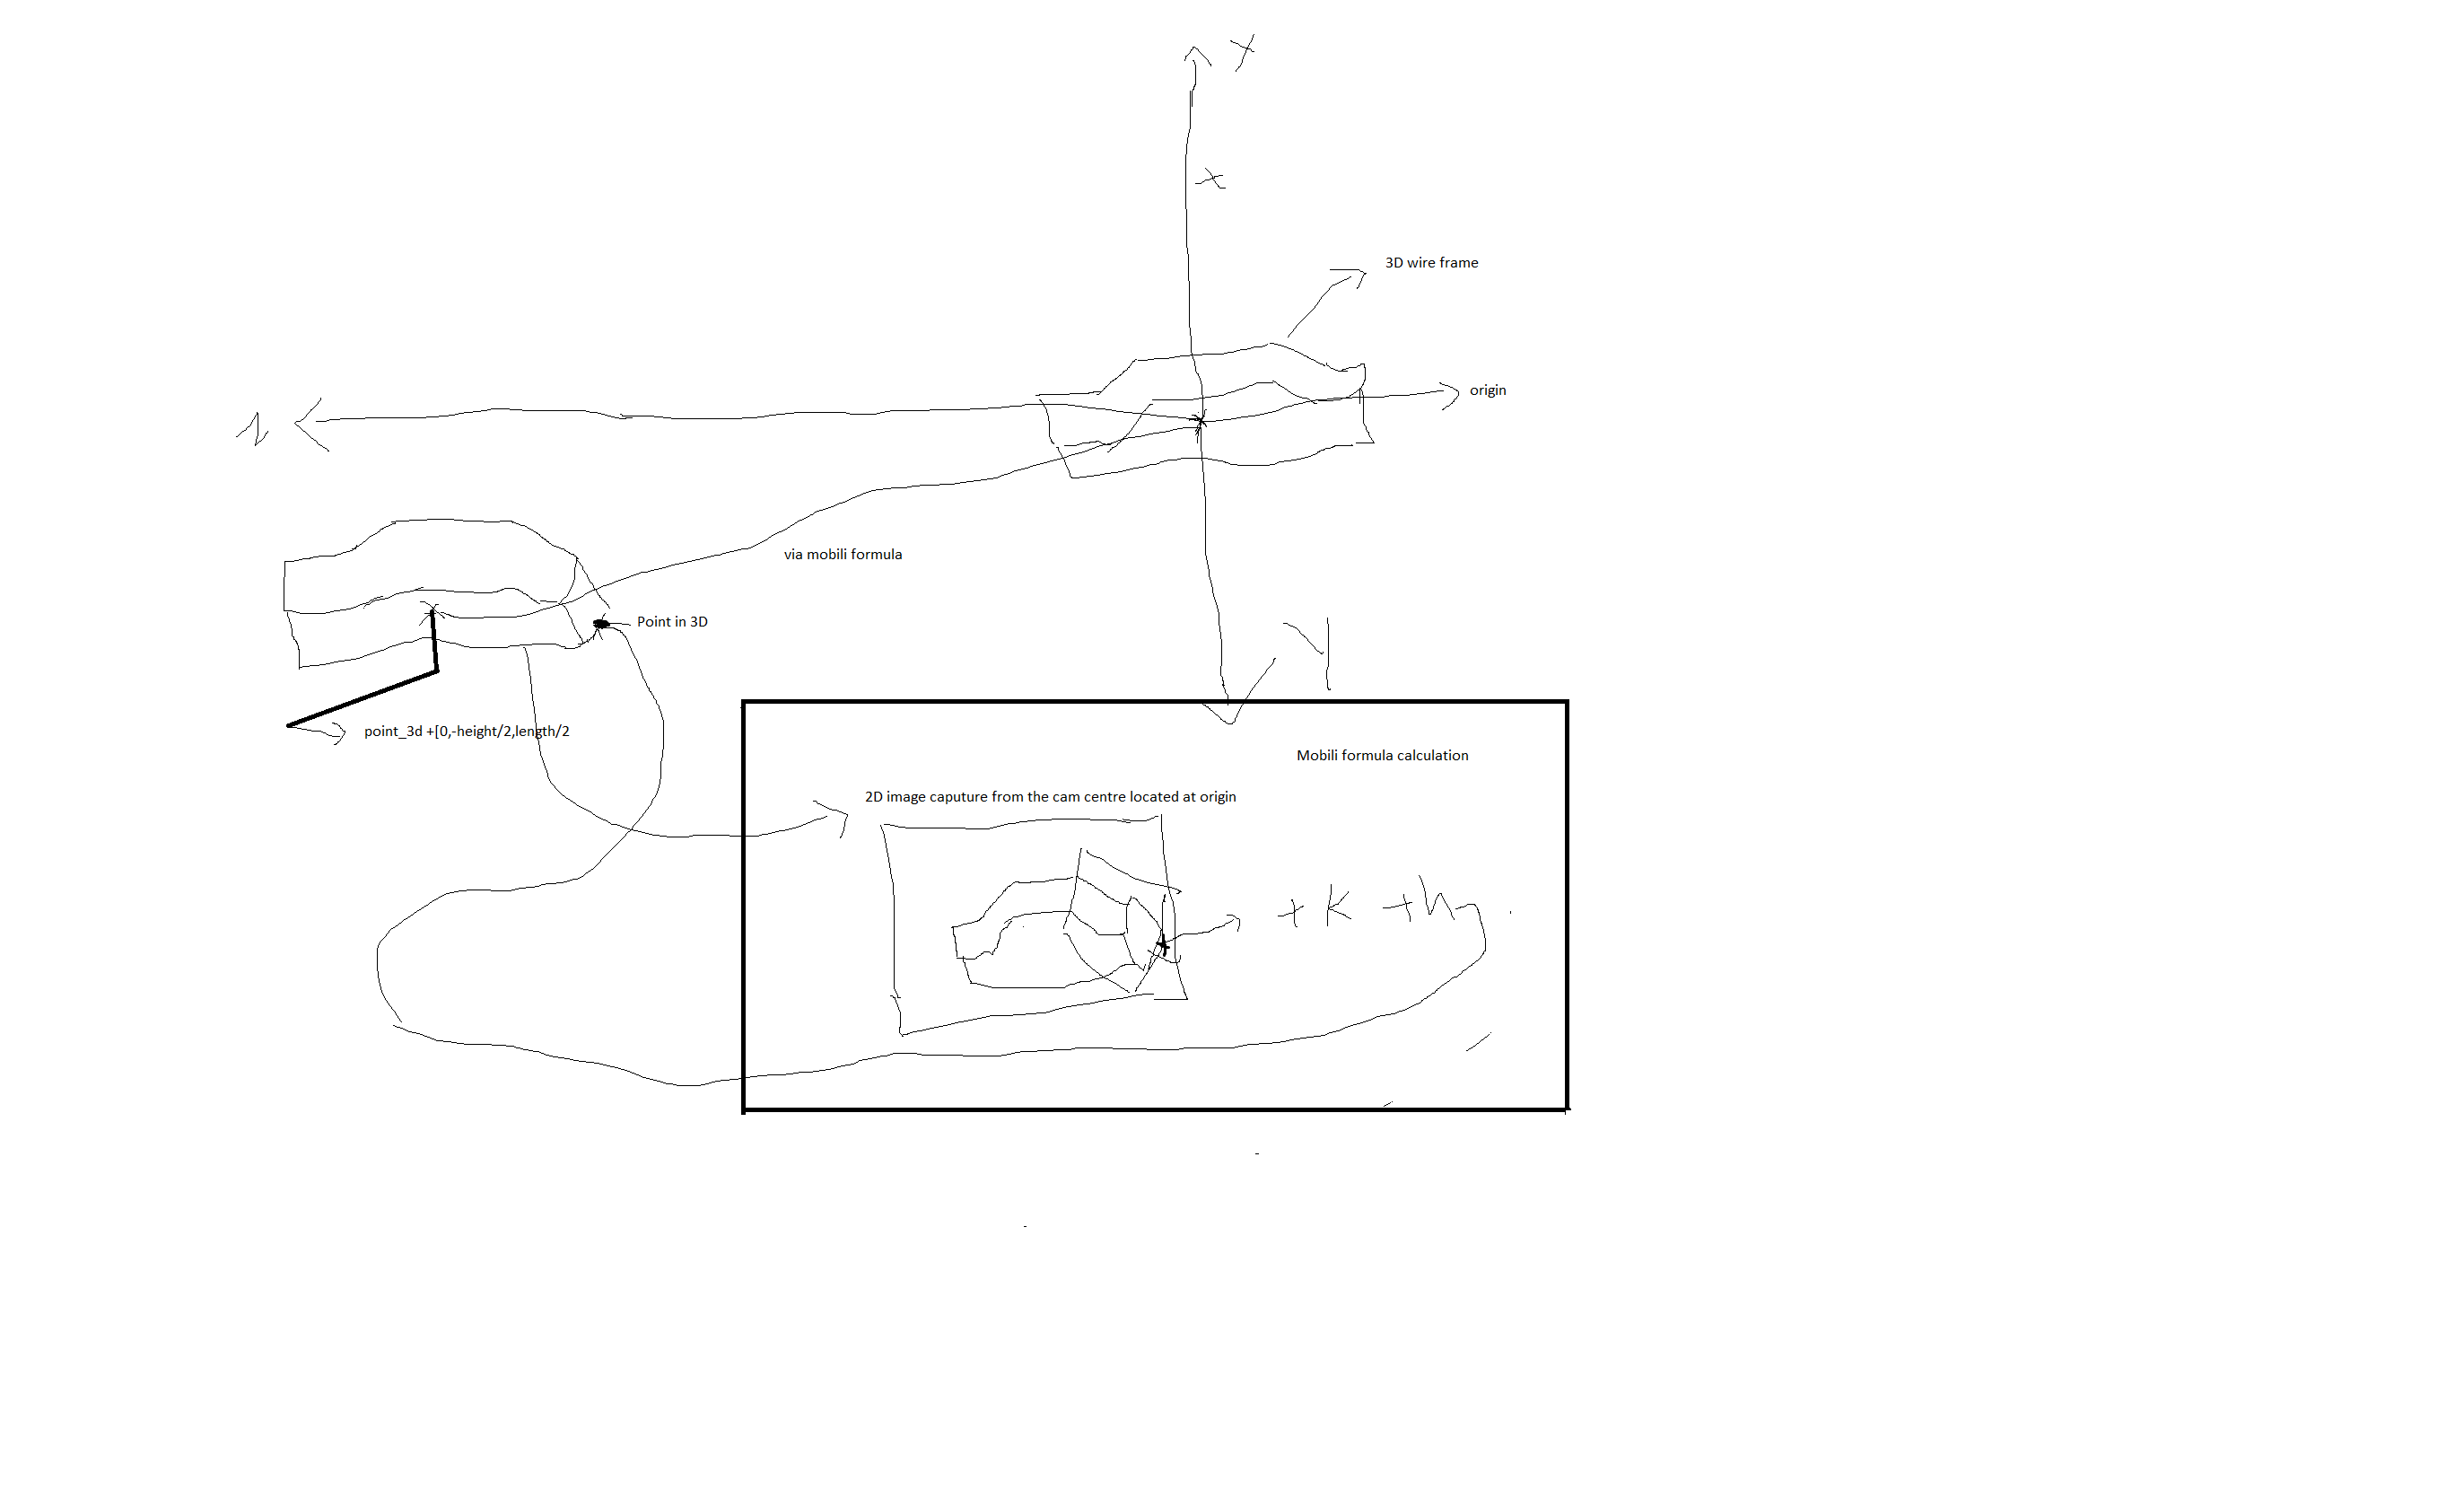 x
x
3D wire frame
origin
z
via mobili formula
Point in 3D
y
point_3d +[0,-height/2,length/2
Mobili formula calculation
2D image caputure from the cam centre located at origin
+ K + h